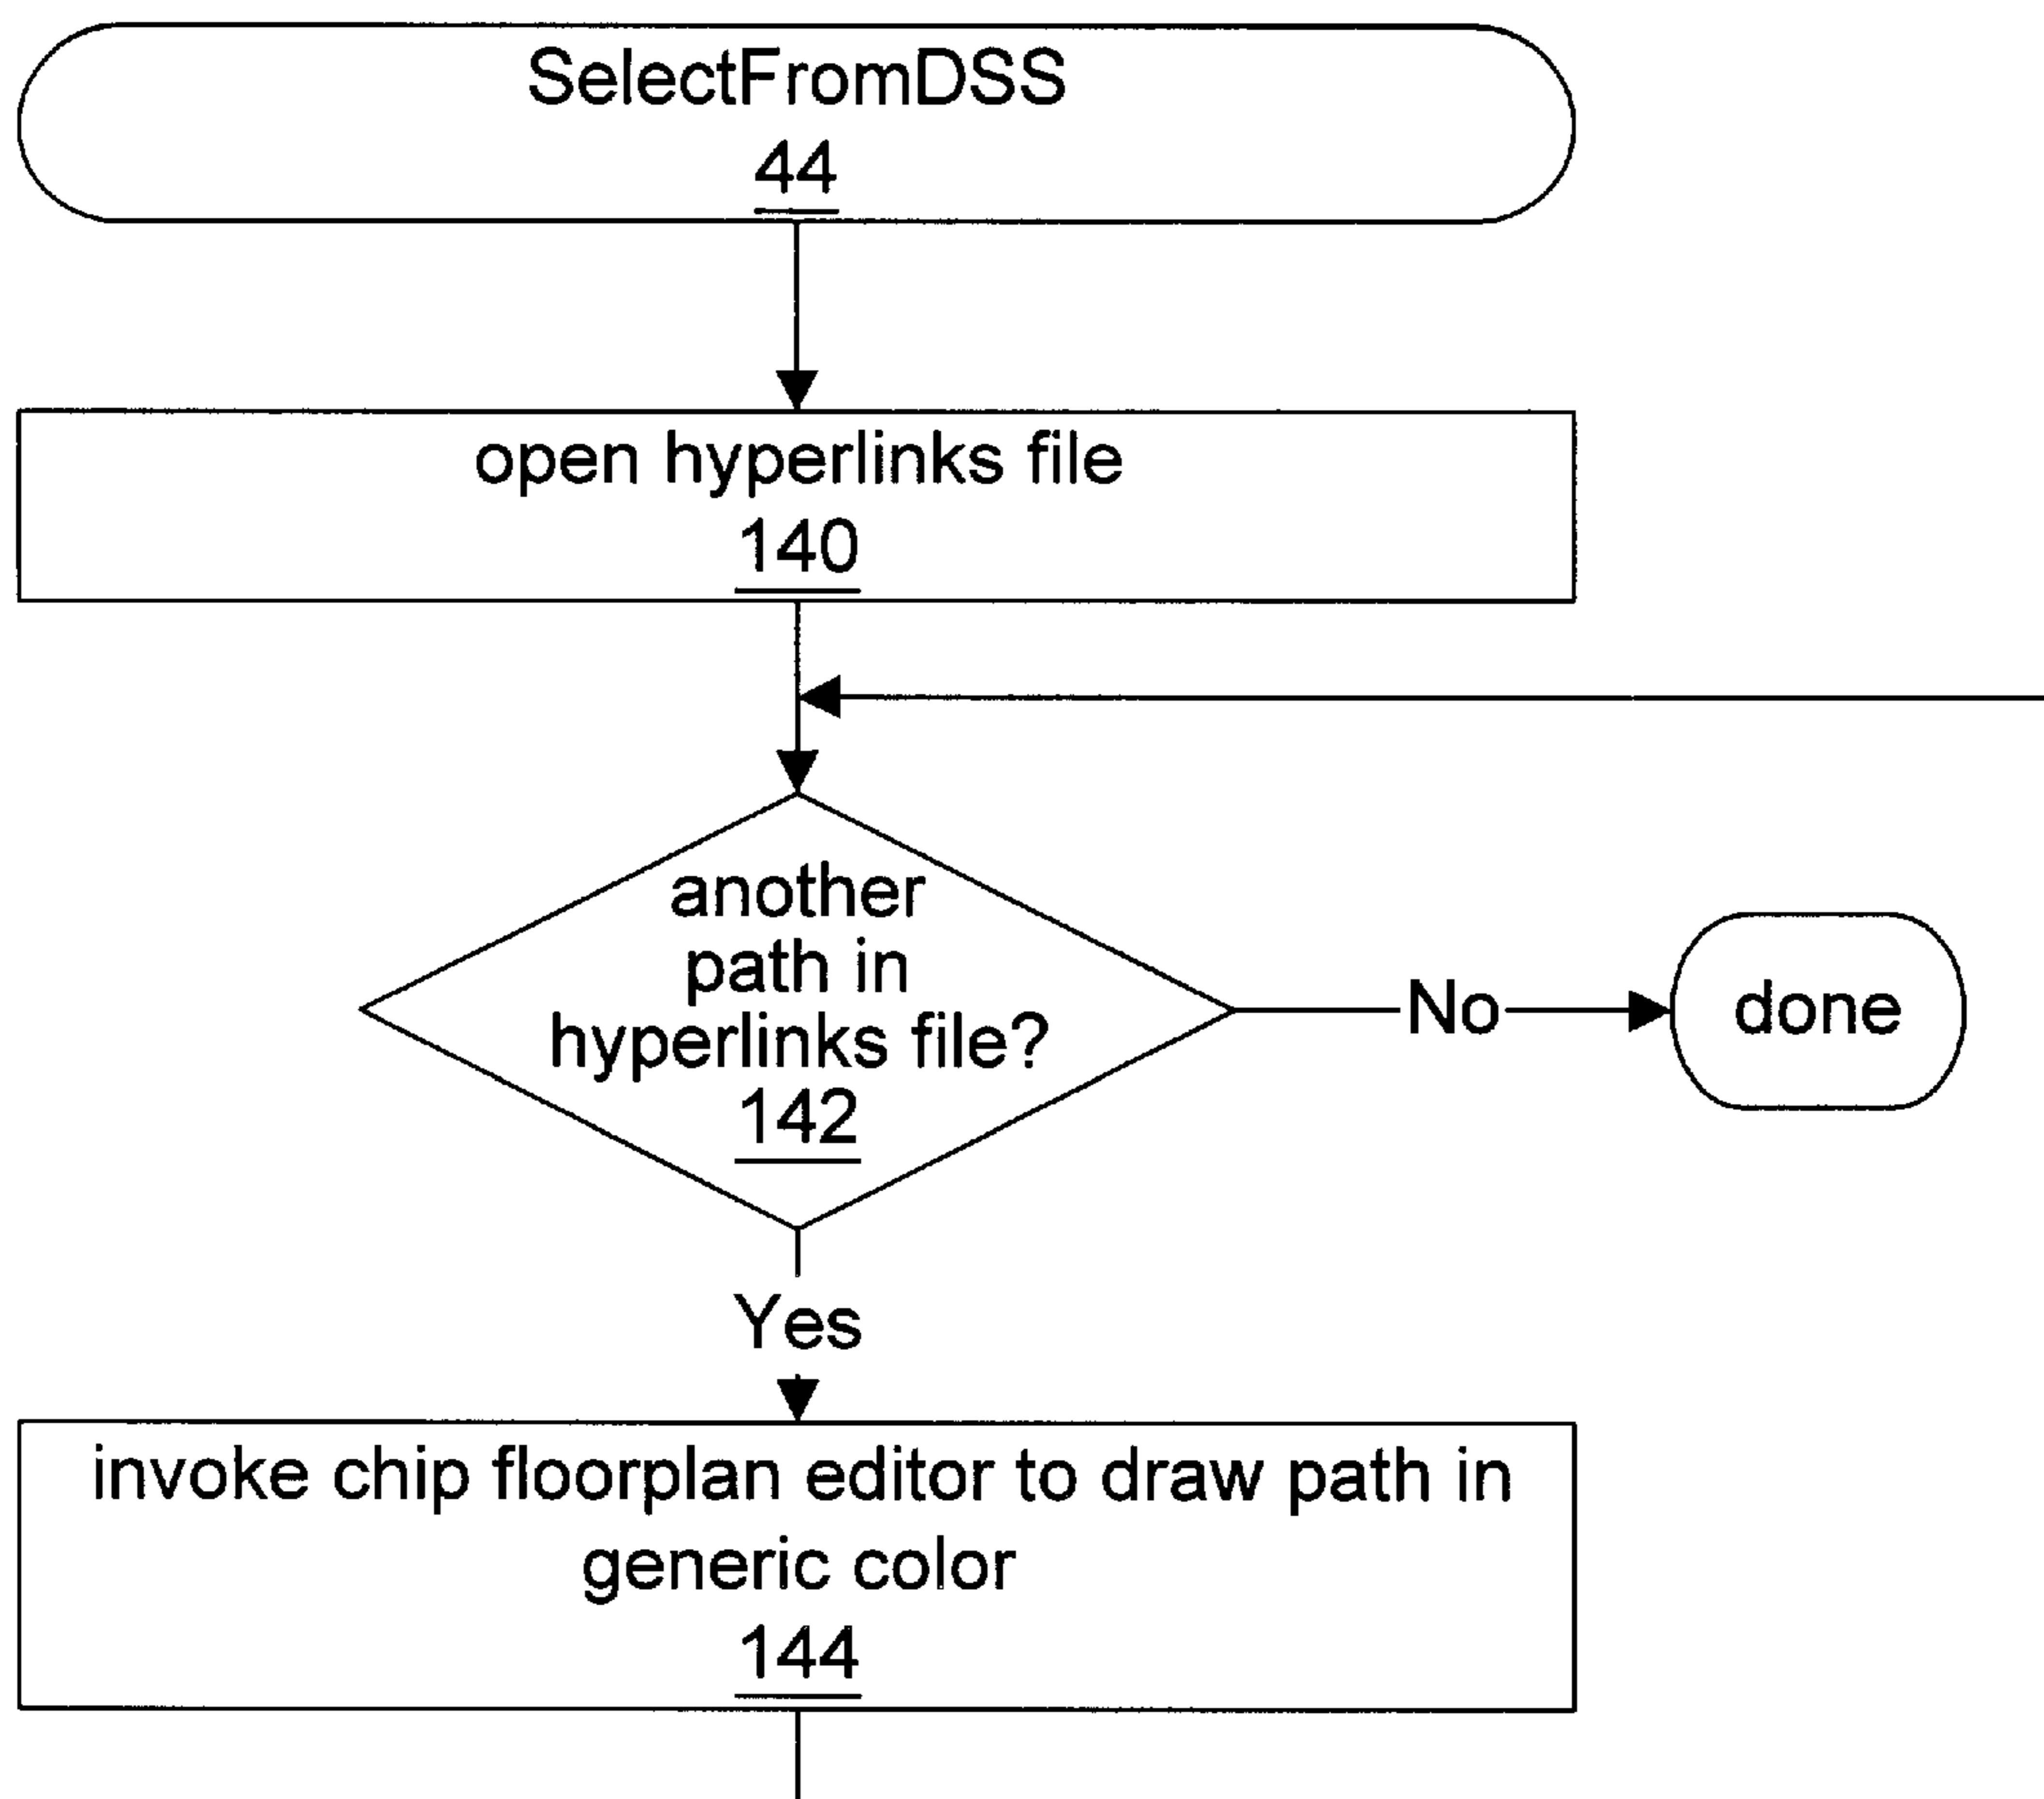 SelectFromDSS
44
open hyperlinks file
140
another
path in
hyperlinks file?
142
No
done
Yes
invoke chip floorplan editor to draw path in
generic color
144